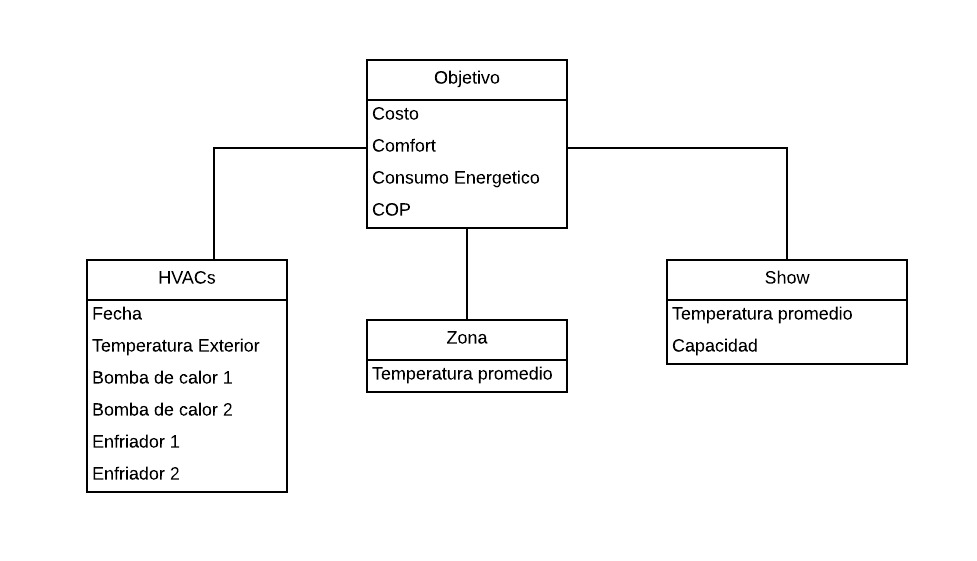 Objetivo
Costo
Comfort
Consumo Energetico
COP
HVACs
Fecha
Temperatura Exterior
Bomba de calor 1
Bomba de calor 2
Enfriador 1
Enfriador 2
Zona
Temperatura promedio
Show
Temperatura promedio
Capacidad